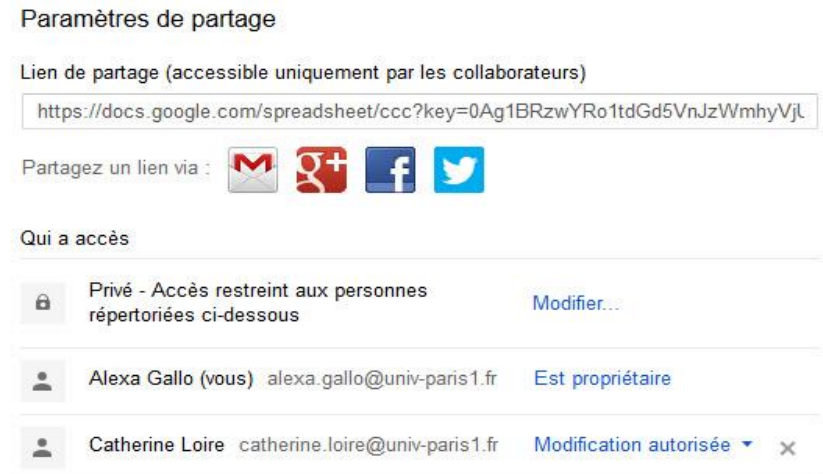 Paramètres de partage
Lien de partage (accessible uniquement par les collaborateurs)
https://docs.google.com/spreadsheet/ccc?key=0Ag1BRzwYRo1tdGd5VnJzWmhyVjL
Partagez un lien via :
Qui a accès
Privé - Accès restreint aux personnes
répertoriées ci-dessous
Modifier...
Alexa Gallo (vous) alexa.gallo@univ-paris1.fr Est propriétaire
Catherine Loire catherine.loire@univ-paris1.fr Modification autorisée